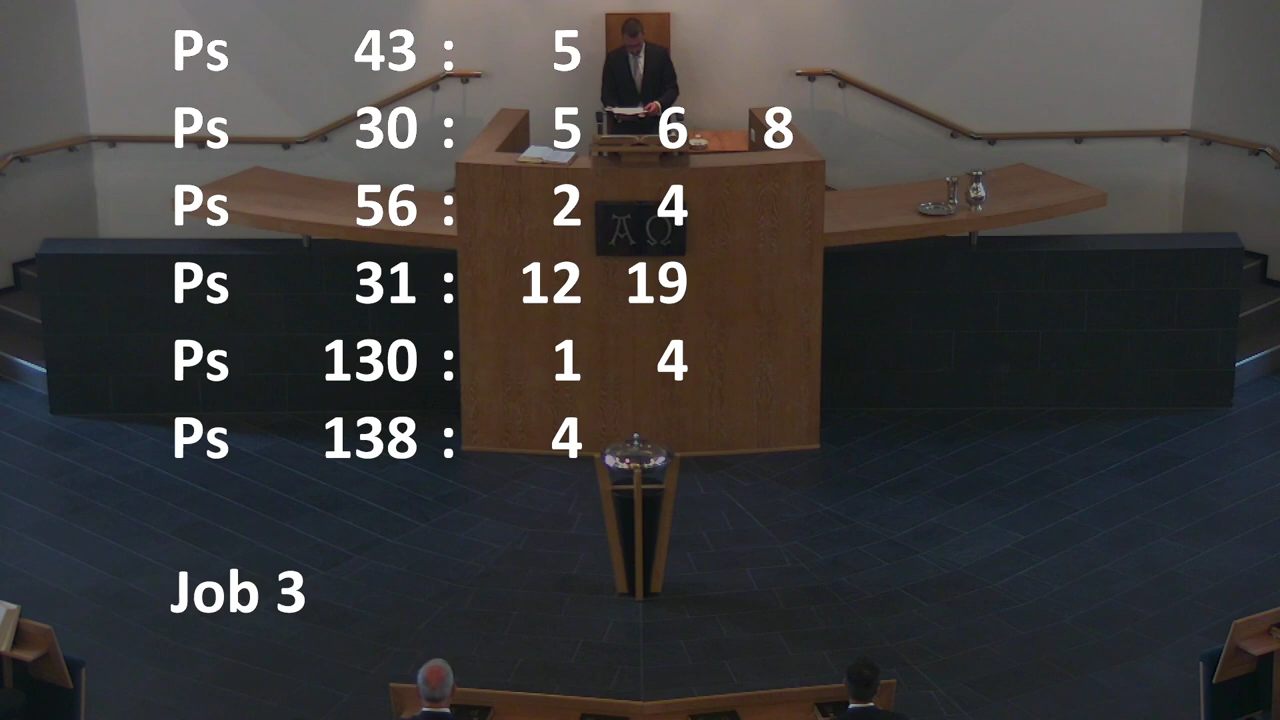 Ps 43 : 5
Ps 30 : 5 6 8
Ps 56 : 2 4
Α Ω
Ps 31 : 12 19
Ps 130 : 1 4
Ps 138 : 4
Job 3